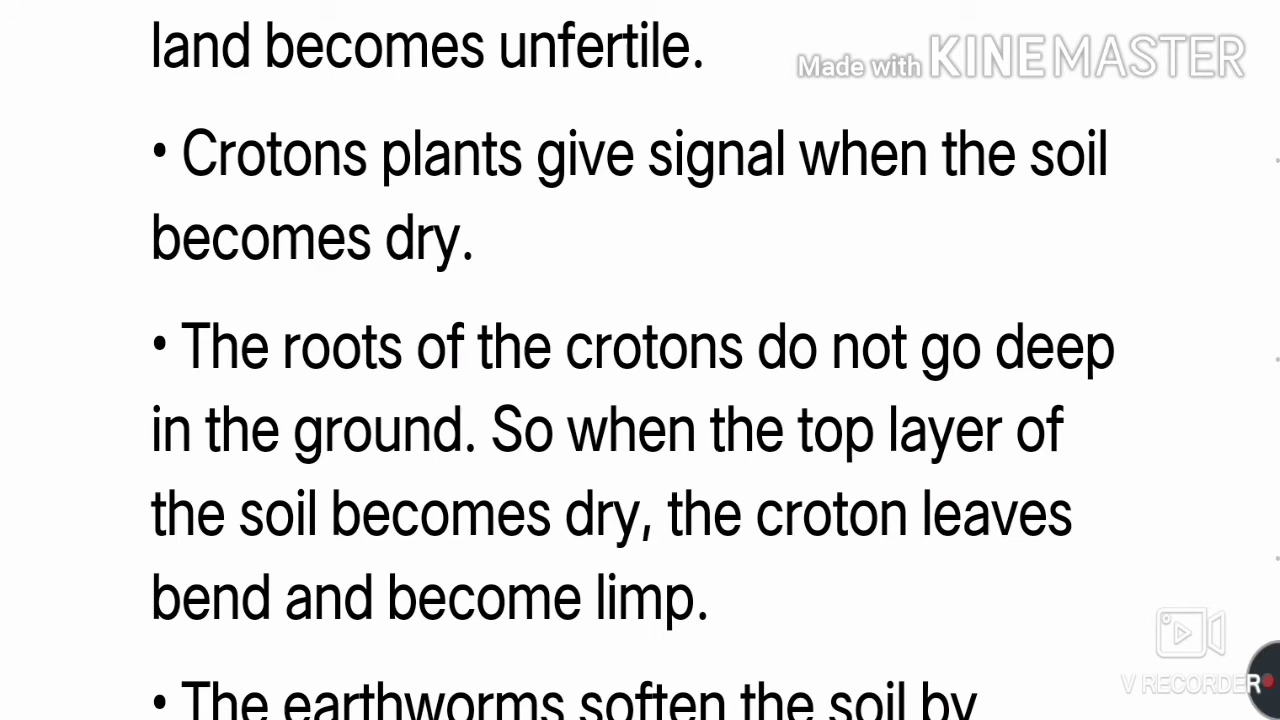 land becomes unfertile.
Made with KINEMASTER
• Crotons plants give signal when the soil
becomes dry.
• The roots of the crotons do not go deep
in the ground. So when the top layer of
the soil becomes dry, the croton leaves
bend and become limp.
• The earthworms soften the soil by
V RECORDER